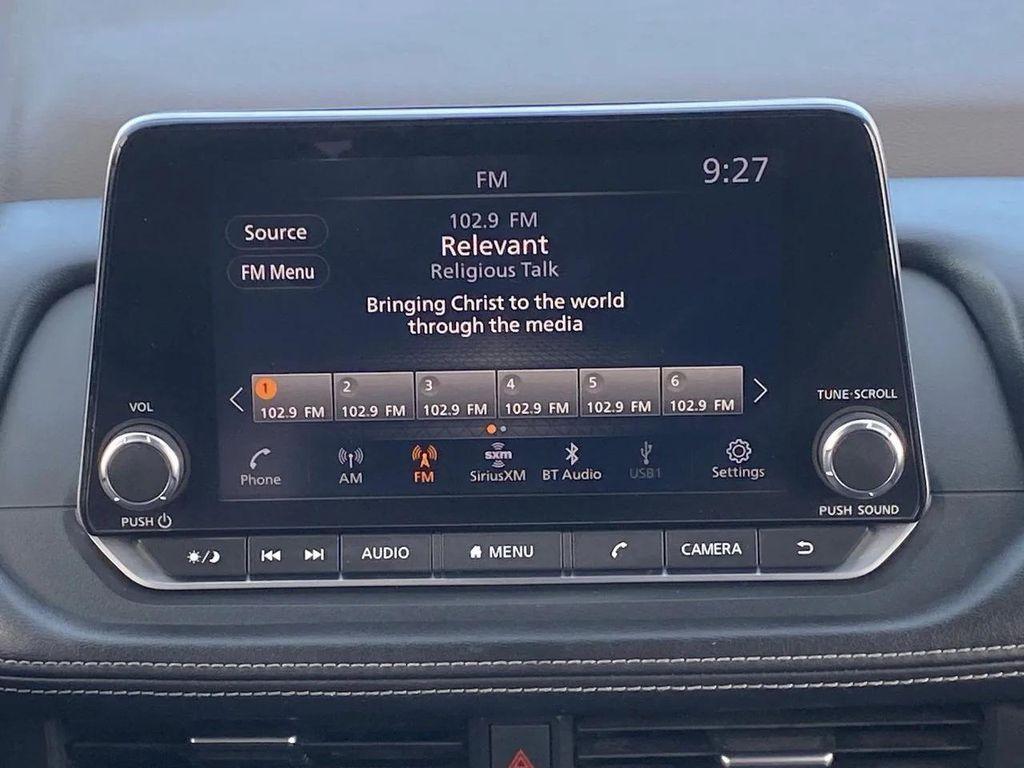 FM
9:27
102.9 FM
Source
Relevant
FM Menu
Religious Talk
Bringing Christ to the world
through the media
1 2 3 4 5 6
102.9 FM 102.9 FM 102.9 FM 102.9 FM 102.9 FM 102.9 FM
VOL
TUNE·SCROLL
sxm
Phone AM FM SiriusXM BT Audio USB1 Settings
PUSH
PUSH SOUND
AUDIO MENU CAMERA